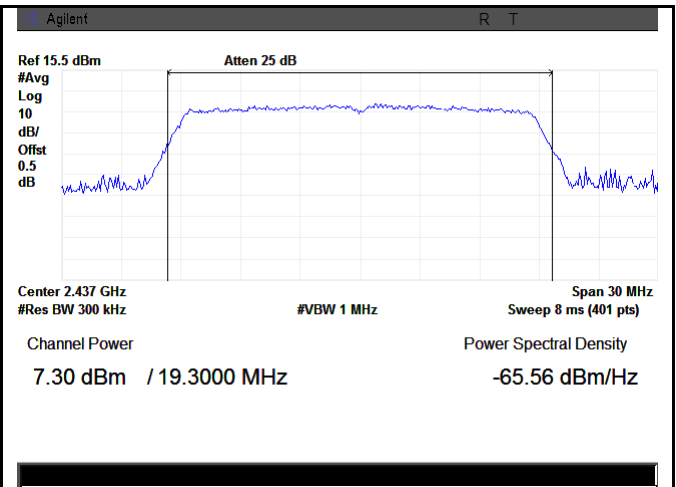 Agilent R T
Ref 15.5 dBm Atten 25 dB
#Avg
Log
10
dB/
Offst
0.5
dB
Center 2.437 GHz Span 30 MHz
#Res BW 300 kHz #VBW 1 MHz Sweep 8 ms (401 pts)
Channel Power Power Spectral Density
7.30 dBm / 19.3000 MHz -65.56 dBm/Hz